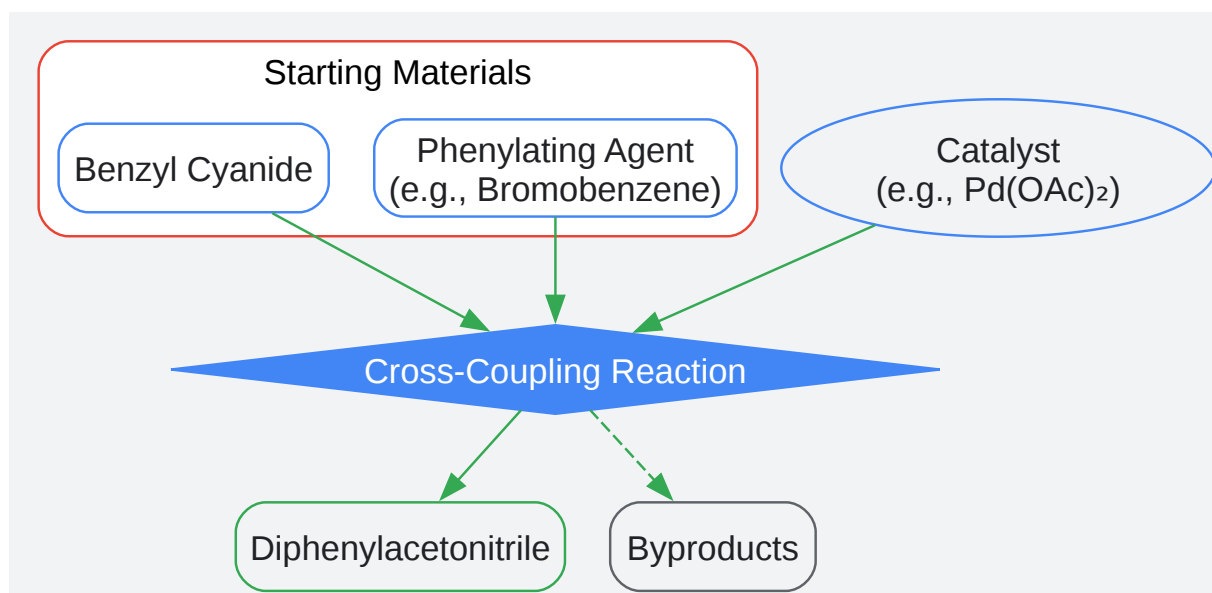 Starting Materials
Benzyl Cyanide
Phenylating Agent
(e.g., Bromobenzene)
Catalyst
(e.g., Pd(OAc)₂)
Cross-Coupling Reaction
Diphenylacetonitrile
Byproducts